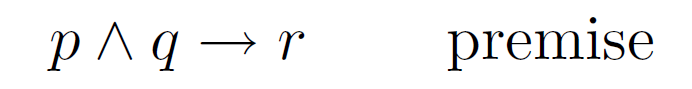 p ∧ q → r premise